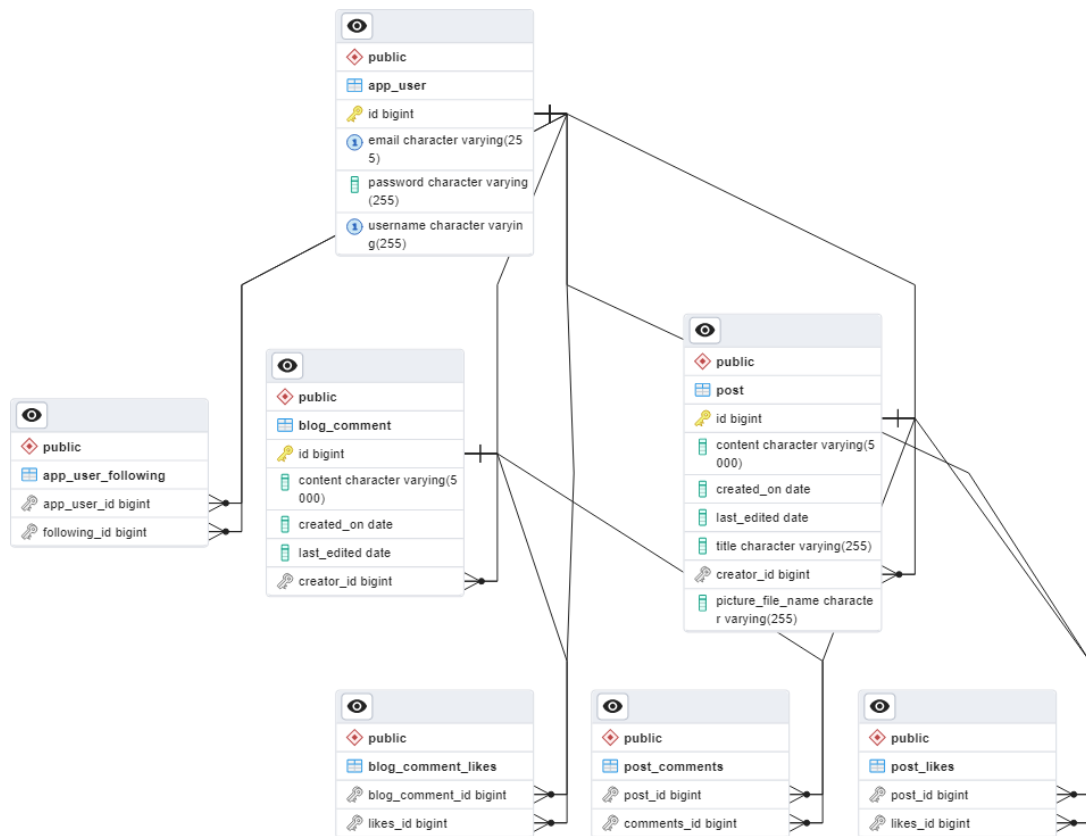 public
app_user
id bigint
email character varying(25
5)
password character varying
(255)
username character varyin
g(255)
public
app_user_following
app_user_id bigint
following_id bigint
public
blog_comment
id bigint
content character varying(5
000)
created_on date
last_edited date
creator_id bigint
public
post
id bigint
content character varying(5
000)
created_on date
last_edited date
title character varying(255)
creator_id bigint
picture_file_name characte
r varying(255)
public
blog_comment_likes
blog_comment_id bigint
likes_id bigint
public
post_comments
post_id bigint
comments_id bigint
public
post_likes
post_id bigint
likes_id bigint